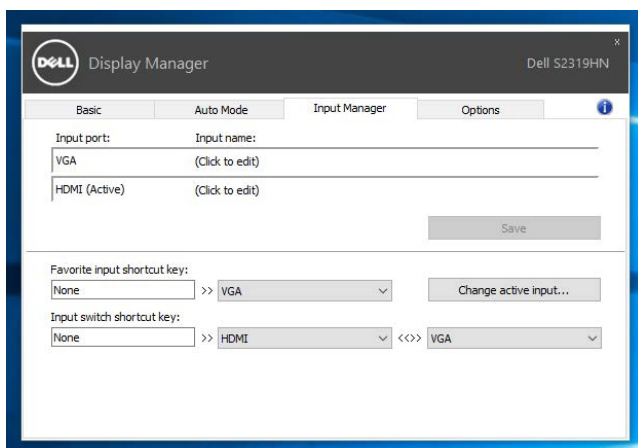 DELL Display Manager Dell S2319HN x
Basic Auto Mode Input Manager Options i
Input port: Input name:
VGA (Click to edit)
HDMI (Active) (Click to edit)
Save
Favorite input shortcut key:
None >> VGA Change active input...
Input switch shortcut key:
None >> HDMI <<>> VGA